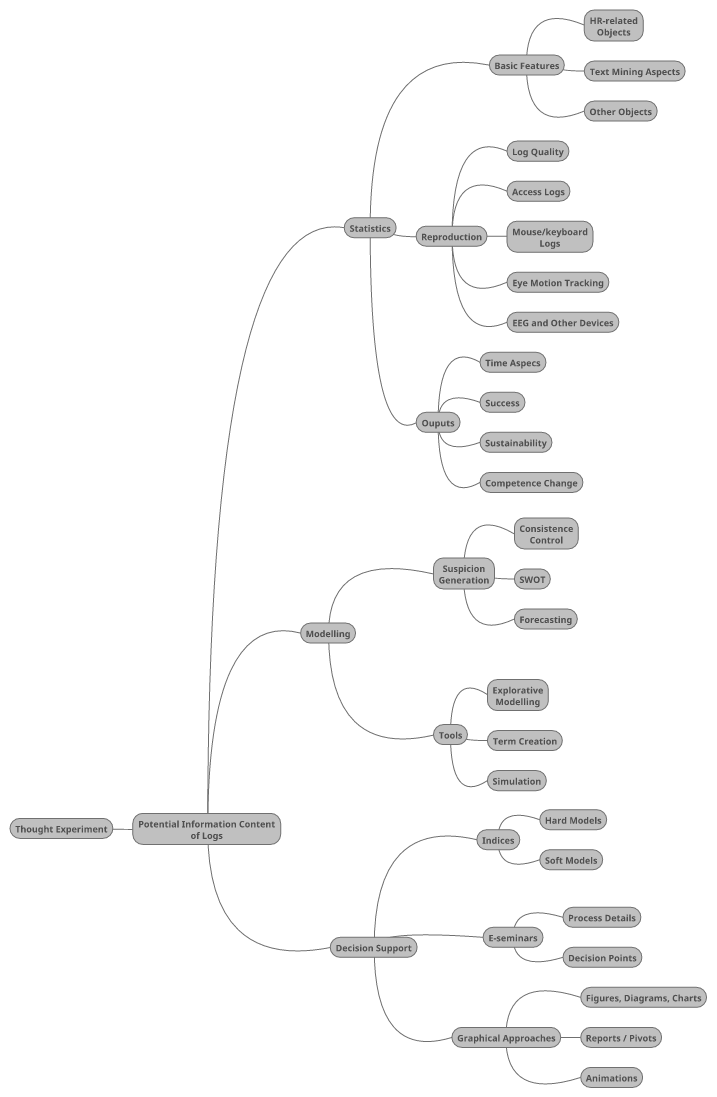 HR-related
Objects
Basic Features
Text Mining Aspects
Other Objects
Log Quality
Access Logs
Statistics
Reproduction
Mouse/keyboard
Logs
Eye Motion Tracking
EEG and Other Devices
Time Aspecs
Success
Ouputs
Sustainability
Competence Change
Consistence
Control
Suspicion
Generation
SWOT
Forecasting
Modelling
Explorative
Modelling
Tools
Term Creation
Simulation
Thought Experiment
Potential Information Content
of Logs
Hard Models
Indices
Soft Models
Process Details
E-seminars
Decision Support
Decision Points
Figures, Diagrams, Charts
Graphical Approaches
Reports / Pivots
Animations